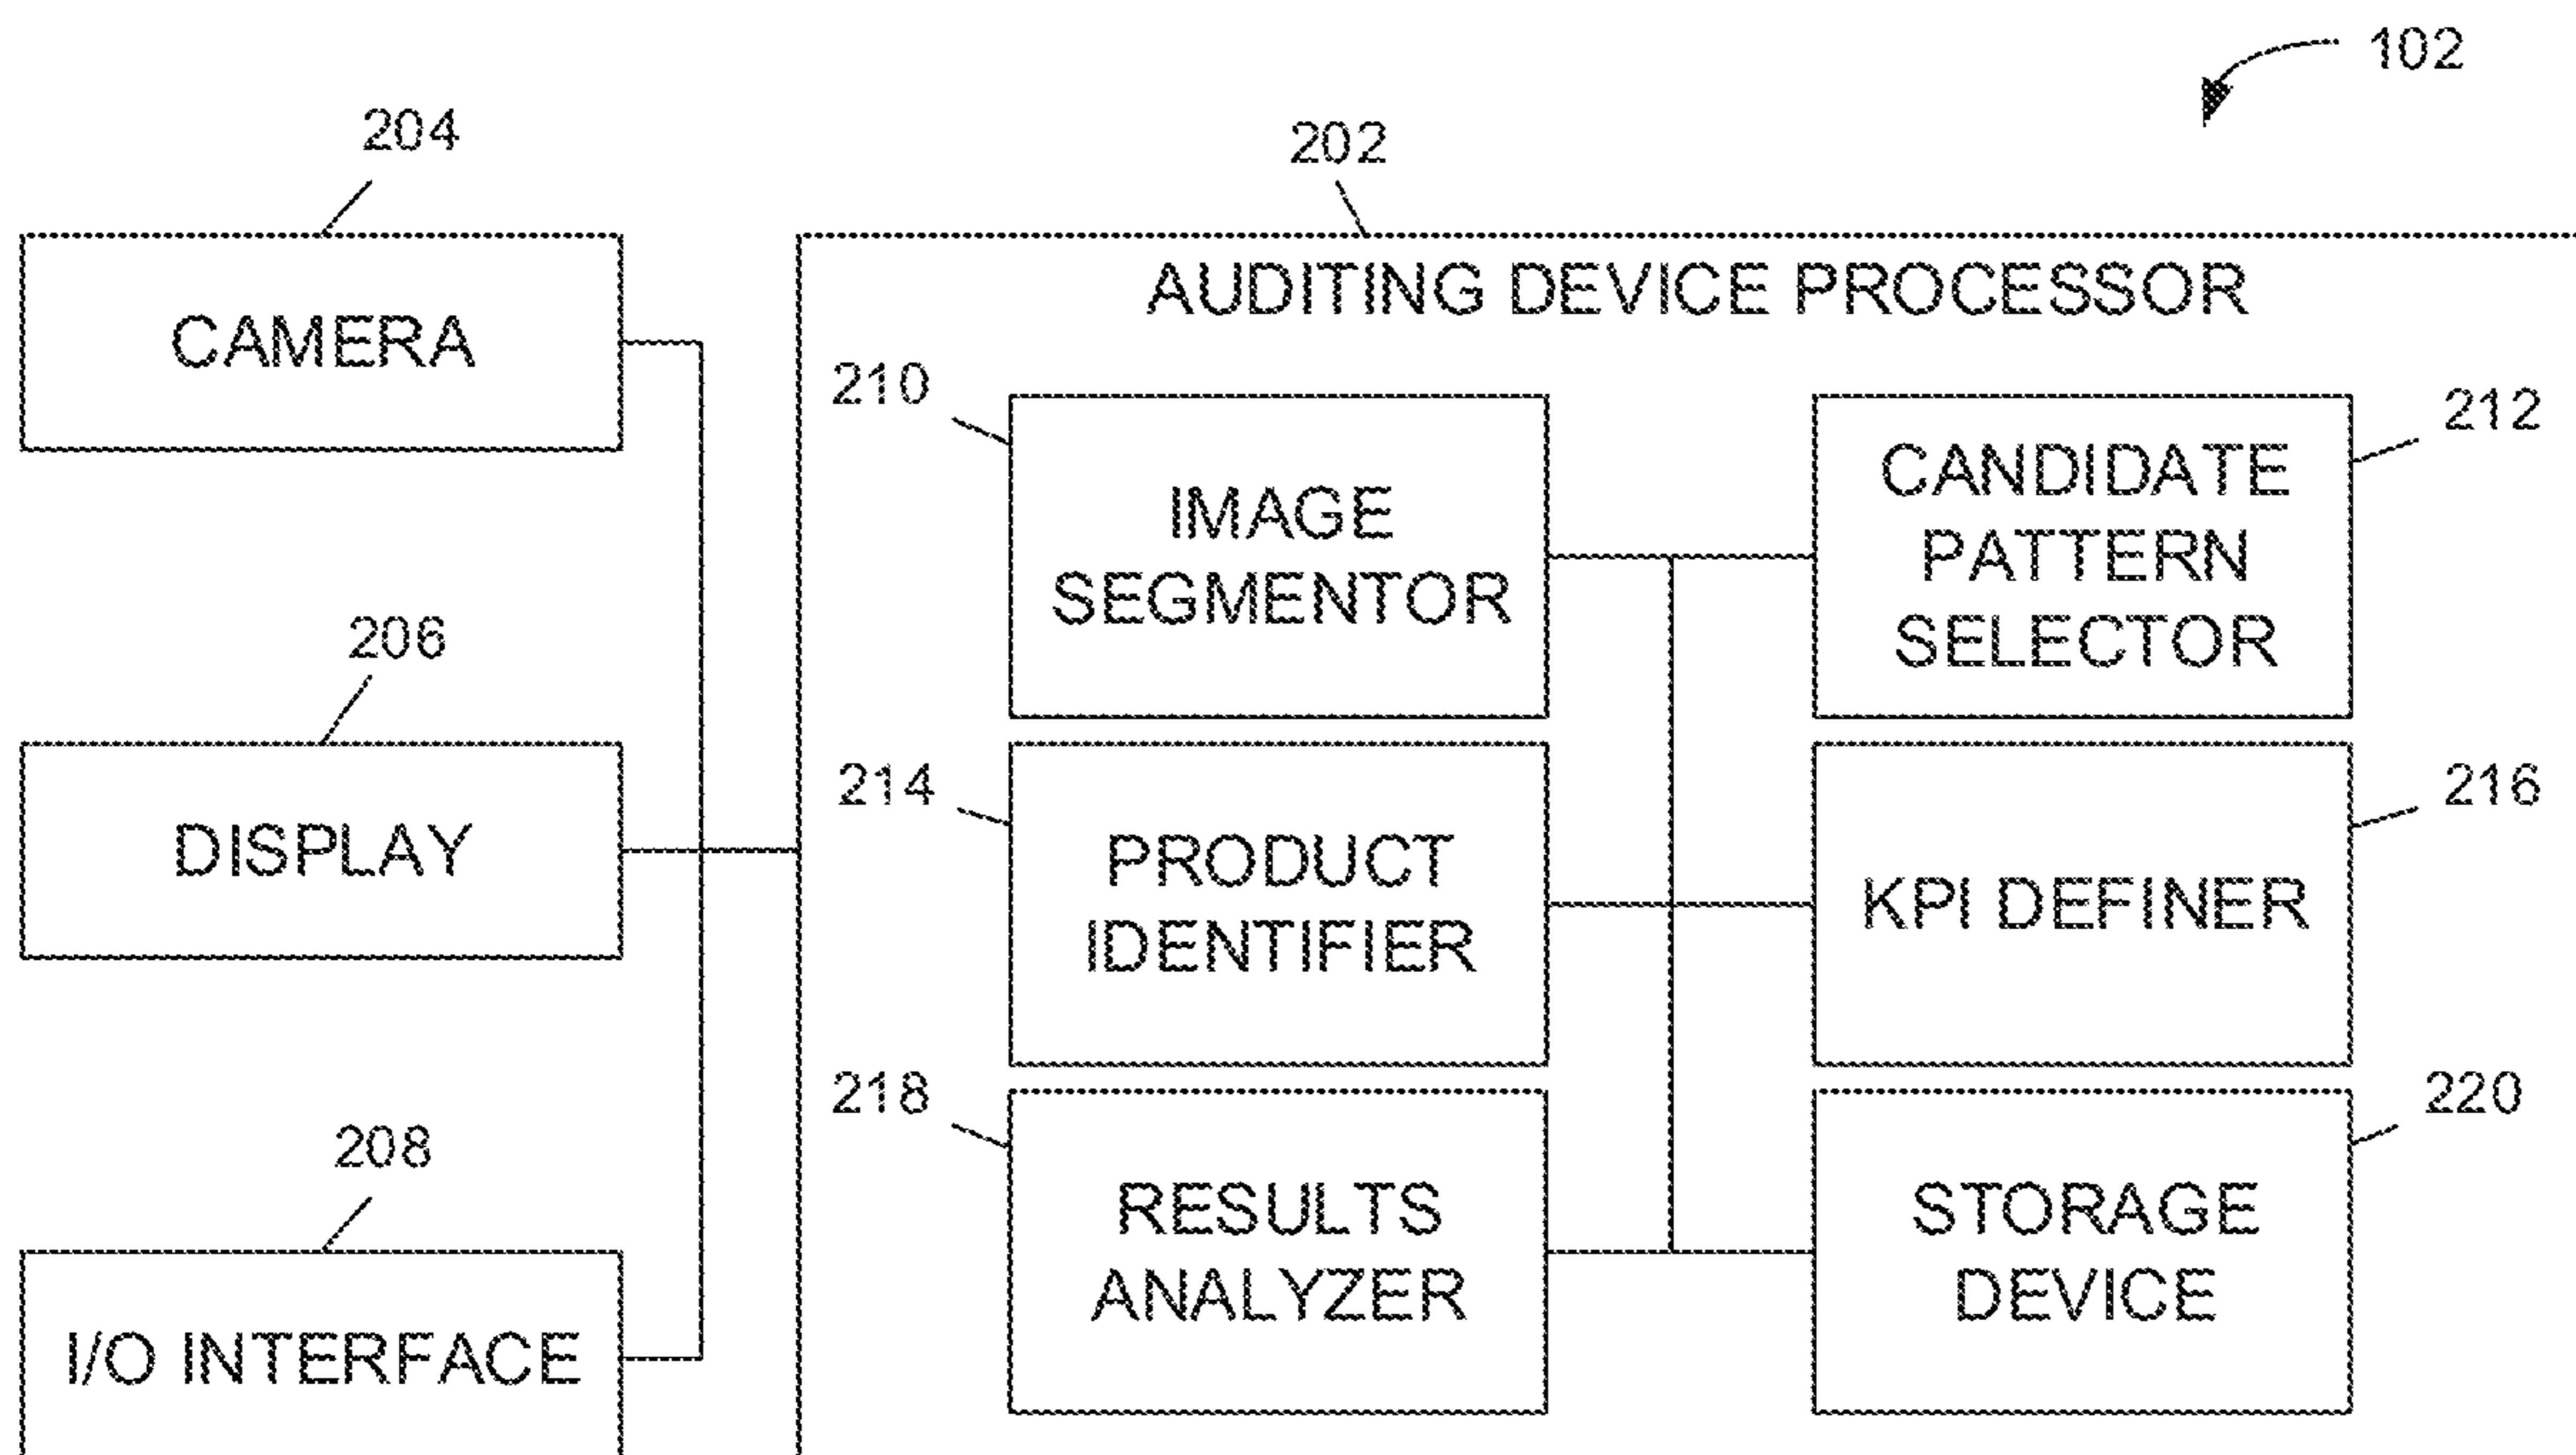 102
204
202
CAMERA
AUDITING DEVICE PROCESSOR
210
IMAGE
SEGMENTOR
212
CANDIDATE
PATTERN
SELECTOR
206
DISPLAY
214
PRODUCT
IDENTIFIER
216
KPI DEFINER
208
I/O INTERFACE
218
RESULTS
ANALYZER
220
STORAGE
DEVICE